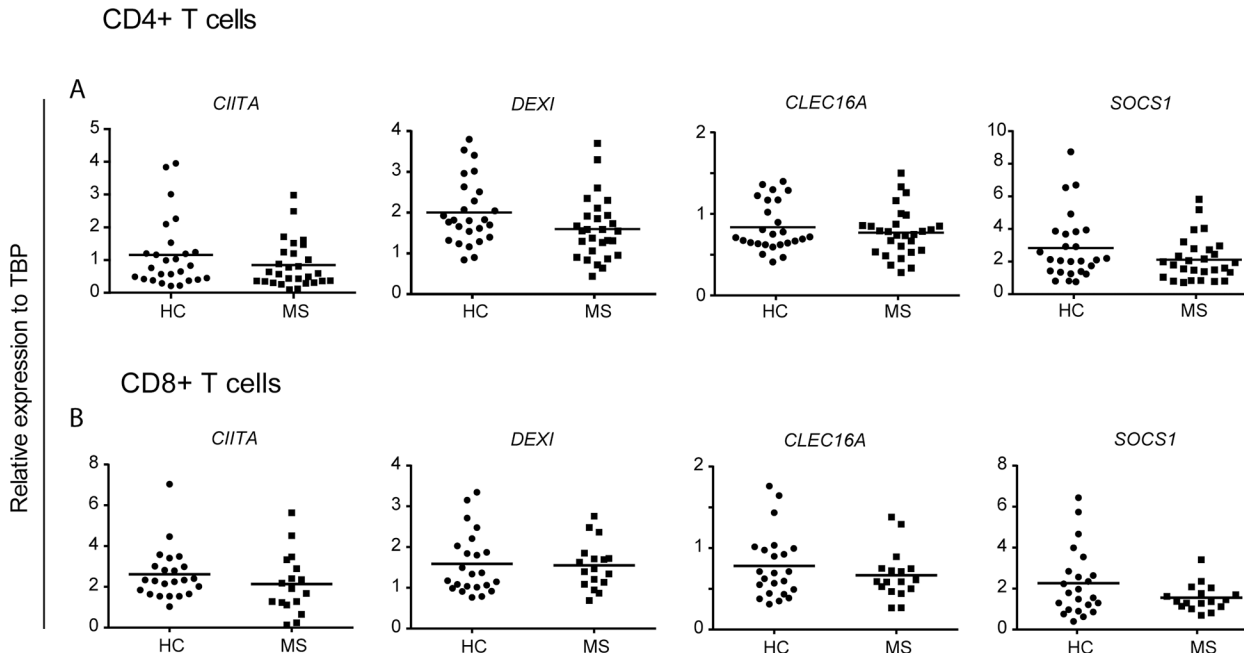 CD4+ T cells
A
CIITA
DEXI
CLEC16A
SOCS1
5
4
3
2
1
0
HC
MS
4
3
2
1
0
HC
MS
2
1
0
HC
MS
10
8
6
4
2
0
HC
MS
Relative expression to TBP
CD8+ T cells
B
CIITA
DEXI
CLEC16A
SOCS1
8
6
4
2
0
HC
MS
4
3
2
1
0
HC
MS
2
1
0
HC
MS
8
6
4
2
0
HC
MS